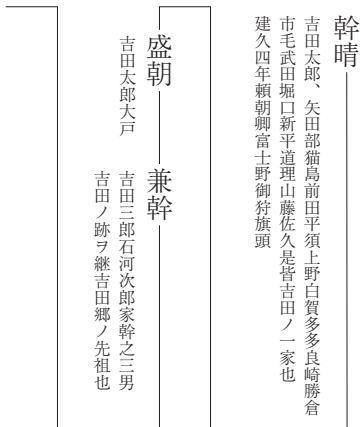 幹晴
吉田太郎、矢田部猫島前田平須上野白賀多多良崎勝倉
市毛武田堀口新平道理山藤佐久是皆吉田ノ一家也
建久四年頼朝卿富士野御狩旗頭
盛朝
吉田太郎大戸
兼幹
吉田三郎石河次郎家幹之三男
吉田ノ跡ヲ継吉田郷ノ先祖也